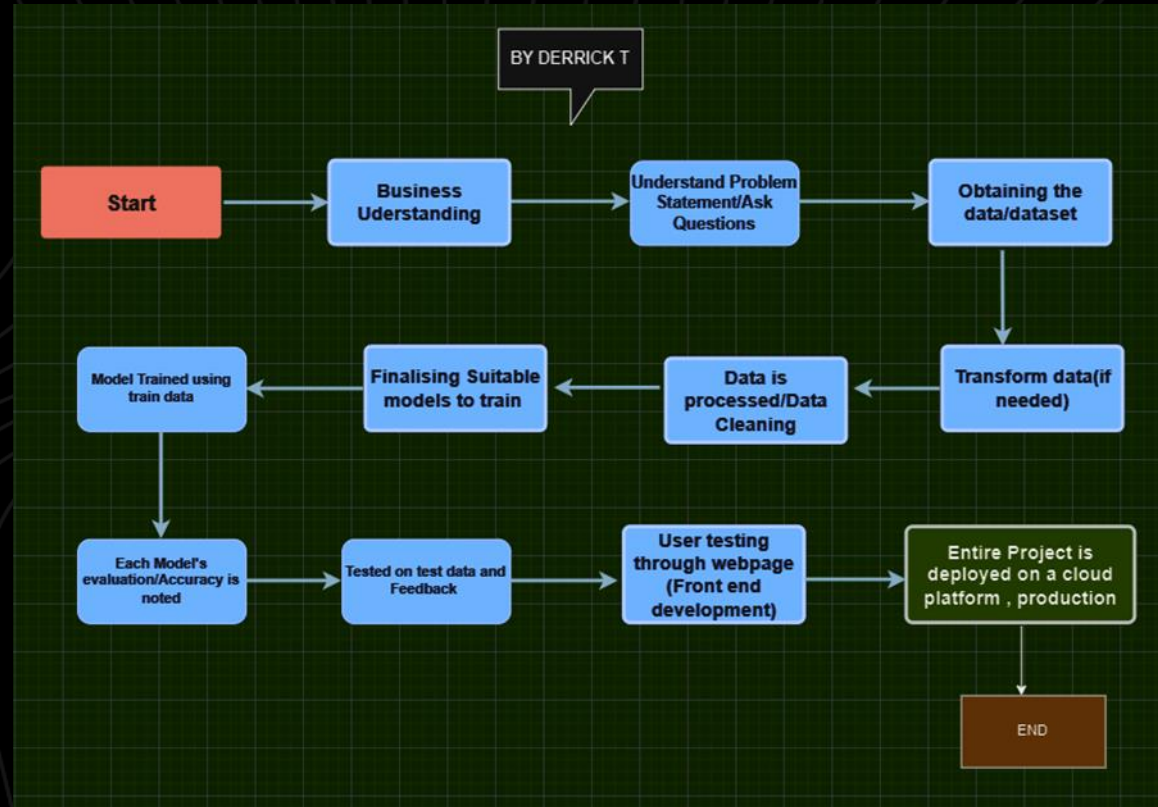 BY DERRICK T
Start
Business
Uderstanding
Understand Problem
Statement/Ask
Questions
Obtaining the
data/dataset
Transform data(if
needed)
Data is
processed/Data
Cleaning
Finalising Suitable
models to train
Model Trained using
train data
Each Model's
evaluation/Accuracy is
noted
Tested on test data and
Feedback
User testing
through webpage
(Front end
development)
Entire Project is
deployed on a cloud
platform , production
END